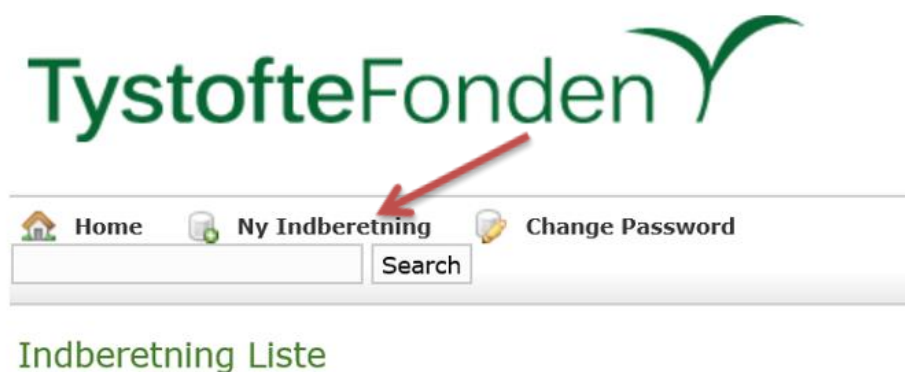 TystofteFonden
Home Ny Indberetning Change Password
Search
Indberetning Liste